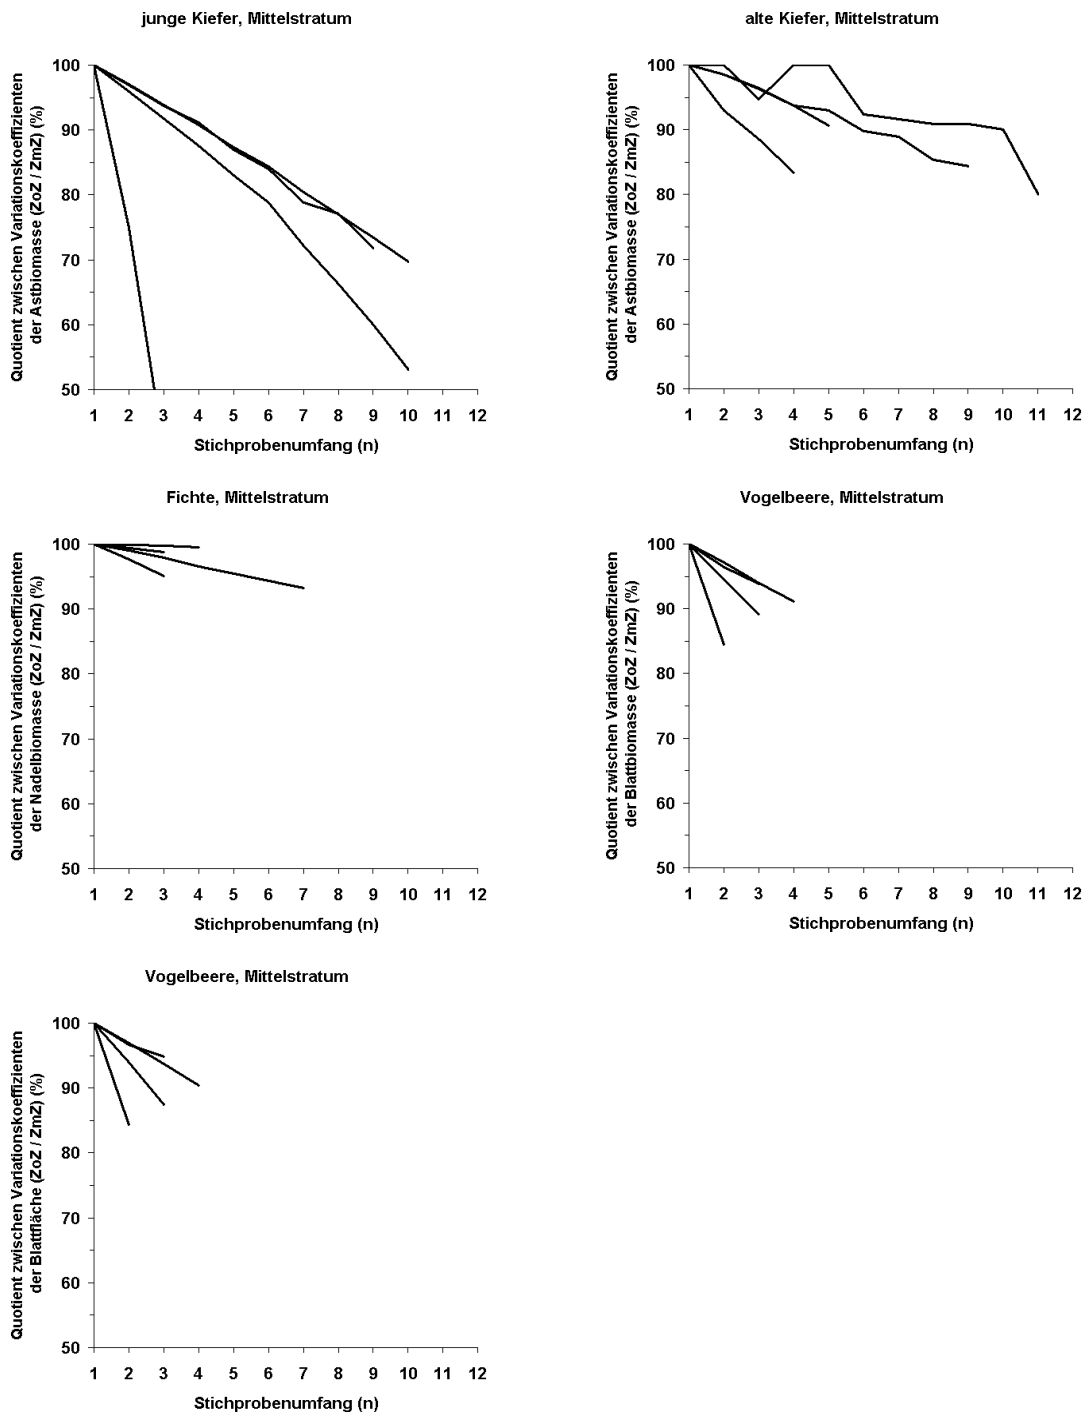 junge Kiefer, Mittelstratum
Quotient zwischen Variationskoeffizienten
der Astbiomasse (ZoZ / ZmZ) (%)
100
90
80
70
60
50
1 2 3 4 5 6 7 8 9 10 11 12
Stichprobenumfang (n)
alte Kiefer, Mittelstratum
Quotient zwischen Variationskoeffizienten
der Astbiomasse (ZoZ / ZmZ) (%)
100
90
80
70
60
50
1 2 3 4 5 6 7 8 9 10 11 12
Stichprobenumfang (n)
Fichte, Mittelstratum
Quotient zwischen Variationskoeffizienten
der Nadelbiomasse (ZoZ / ZmZ) (%)
100
90
80
70
60
50
1 2 3 4 5 6 7 8 9 10 11 12
Stichprobenumfang (n)
Vogelbeere, Mittelstratum
Quotient zwischen Variationskoeffizienten
der Blattbiomasse (ZoZ / ZmZ) (%)
100
90
80
70
60
50
1 2 3 4 5 6 7 8 9 10 11 12
Stichprobenumfang (n)
Vogelbeere, Mittelstratum
Quotient zwischen Variationskoeffizienten
der Blattfläche (ZoZ / ZmZ) (%)
100
90
80
70
60
50
1 2 3 4 5 6 7 8 9 10 11 12
Stichprobenumfang (n)